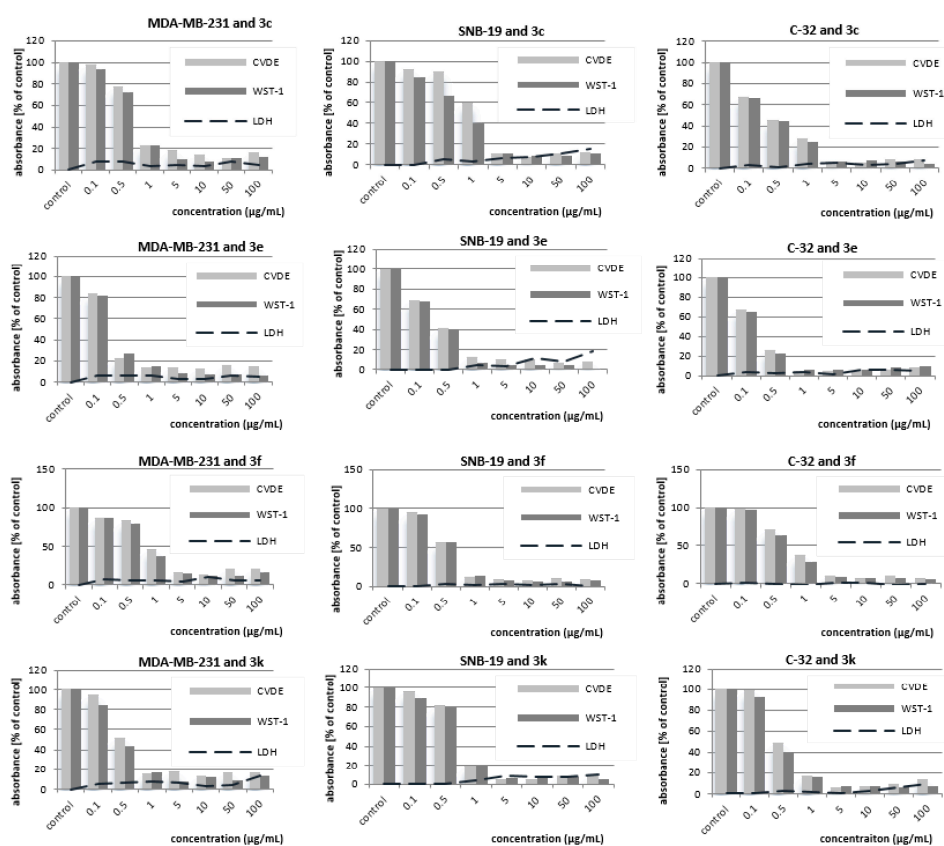 MDA-MB-231 and 3c
absorbance [% of control]
120
100
80
60
40
20
0
CVDE
WST-1
LDH
control
0.1
0.5
1
5
10
50
100
concentration (µg/mL)
SNB-19 and 3c
absorbance [% of control]
120
100
80
60
40
20
0
CVDE
WST-1
LDH
control
0.1
0.5
1
5
10
50
100
concentration (µg/mL)
C-32 and 3c
absorbance [% of control]
120
100
80
60
40
20
0
CVDE
WST-1
LDH
control
0.1
0.5
1
5
10
50
100
concentration (µg/mL)
MDA-MB-231 and 3e
absorbance [% of control]
120
100
80
60
40
20
0
CVDE
WST-1
LDH
control
0.1
0.5
1
5
10
50
100
concentration (µg/mL)
SNB-19 and 3e
absorbance [% of control]
120
100
80
60
40
20
0
CVDE
WST-1
LDH
control
0.1
0.5
1
5
10
50
100
concentration (µg/mL)
C-32 and 3e
absorbance [% of control]
120
100
80
60
40
20
0
CVDE
WST-1
LDH
control
0.1
0.5
1
5
10
50
100
concentration (µg/mL)
MDA-MB-231 and 3f
absorbance [% of control]
150
100
50
0
CVDE
WST-1
LDH
control
0.1
0.5
1
5
10
50
100
concentration (µg/mL)
SNB-19 and 3f
absorbance [% of control]
150
100
50
0
CVDE
WST-1
LDH
control
0.1
0.5
1
5
10
50
100
concentration (µg/mL)
C-32 and 3f
absorbance [% of control]
150
100
50
0
CVDE
WST-1
LDH
control
0.1
0.5
1
5
10
50
100
concentration (µg/mL)
MDA-MB-231 and 3k
absorbance [% of control]
120
100
80
60
40
20
0
CVDE
WST-1
LDH
control
0.1
0.5
1
5
10
50
100
concentration (µg/mL)
SNB-19 and 3k
absorbance [% of control]
120
100
80
60
40
20
0
CVDE
WST-1
LDH
control
0.1
0.5
1
5
10
50
100
concentration (µg/mL)
C-32 and 3k
absorbance [% of control]
120
100
80
60
40
20
0
CVDE
WST-1
LDH
control
0.1
0.5
1
5
10
50
100
concentraiton (µg/mL)